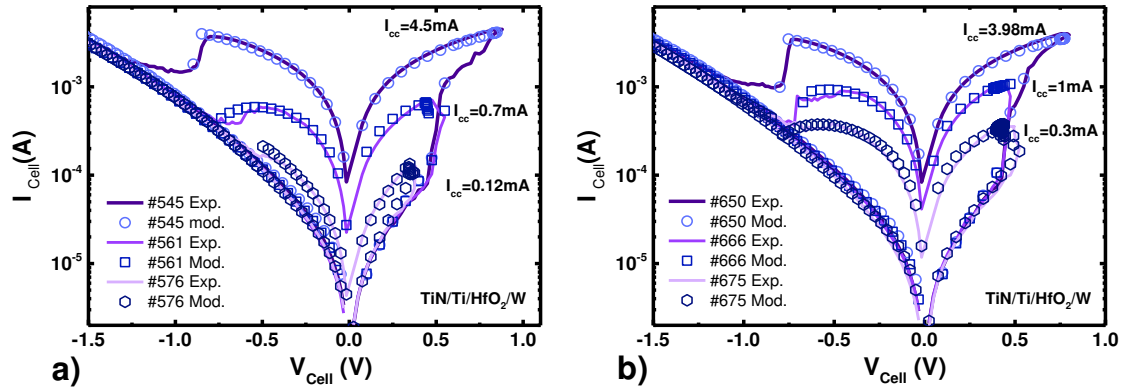 I_cc=4.5mA
I_cc=0.7mA
I_cc=0.12mA
10⁻³
10⁻⁴
10⁻⁵
I_Cell(A)
#545 Exp.
#545 mod.
#561 Exp.
#561 Mod.
#576 Exp.
#576 Mod.
TiN/Ti/HfO₂/W
-1.5 -1.0 -0.5 0.0 0.5 1.0
V_Cell (V)
a)
I_cc=3.98mA
I_cc=1mA
I_cc=0.3mA
10⁻³
10⁻⁴
10⁻⁵
I_Cell(A)
#650 Exp.
#650 Mod.
#666 Exp.
#666 Mod.
#675 Exp.
#675 Mod.
TiN/Ti/HfO₂/W
-1.5 -1.0 -0.5 0.0 0.5 1.0
V_Cell (V)
b)